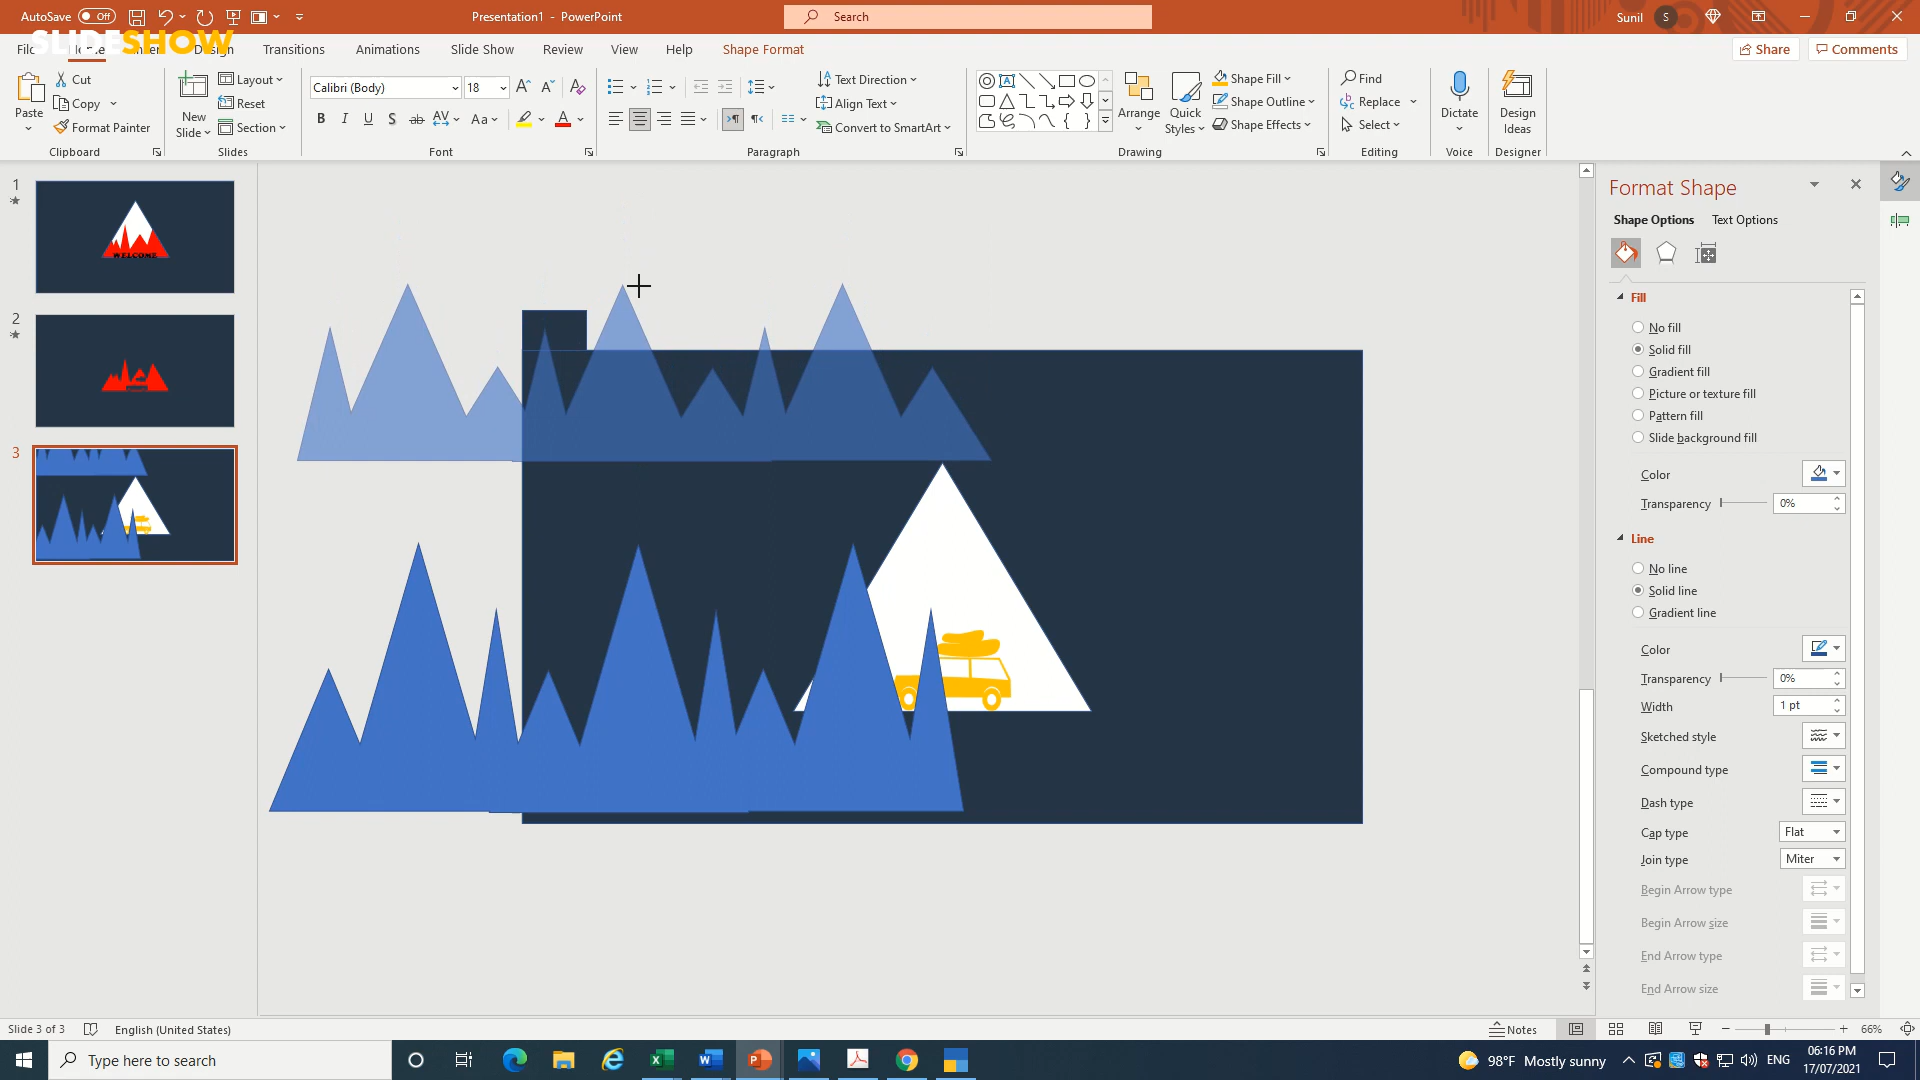 AutoSave Off
Presentation1 - PowerPoint
Search
Sunil S
SLIDESHOW
File Home Insert Design Transitions Animations Slide Show Review View Help Shape Format
Share Comments
Paste
Cut
Copy
Format Painter
Clipboard
New
Slide
Layout
Reset
Section
Slides
Calibri (Body) 18
Font
Text Direction
Align Text
Convert to SmartArt
Paragraph
Arrange
Quick
Styles
Shape Fill
Shape Outline
Shape Effects
Drawing
Find
Replace
Select
Editing
Dictate
Voice
Design
Ideas
Designer
1
WELCOME
2
3
Format Shape
Shape Options Text Options
Fill
No fill
Solid fill
Gradient fill
Picture or texture fill
Pattern fill
Slide background fill
Color
Transparency 0%
Line
No line
Solid line
Gradient line
Color
Transparency 0%
Width 1 pt
Sketched style
Compound type
Dash type
Cap type Flat
Join type Miter
Begin Arrow type
Begin Arrow size
End Arrow type
End Arrow size
Slide 3 of 3 English (United States)
Notes
66%
Type here to search
98°F Mostly sunny
ENG
06:16 PM
17/07/2021